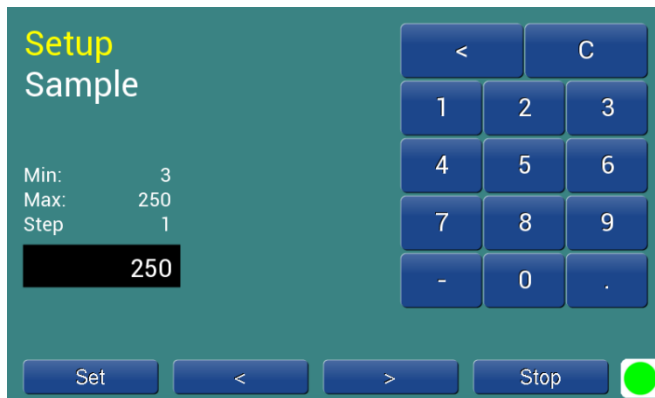 Setup
Sample
Min: 3
Max: 250
Step 1
250
< C
1 2 3
4 5 6
7 8 9
- 0 .
Set < > Stop